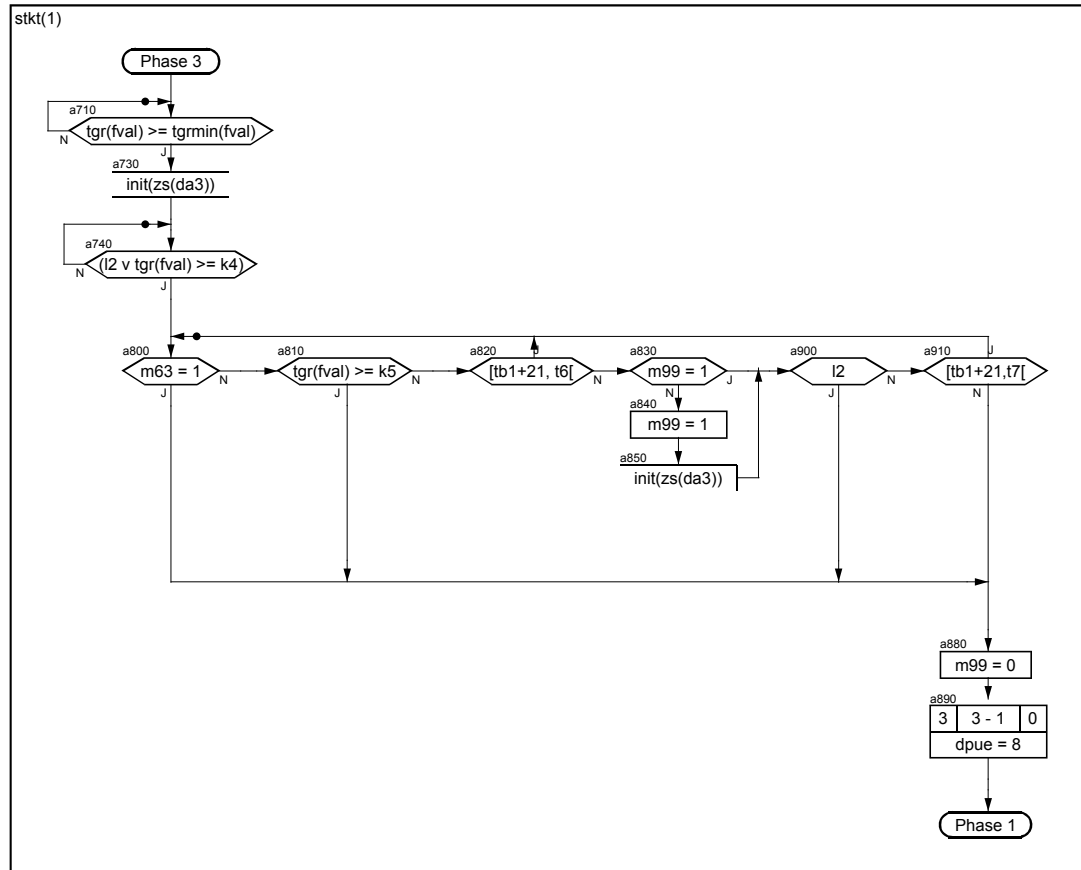 stkt(1)
Phase 3
a710
tgr(fval) >= tgrmin(fval)
N
J
a730
init(zs(da3))
a740
(l2 v tgr(fval) >= k4)
N
J
a800
m63 = 1
N
J
a810
tgr(fval) >= k5
N
J
a820
J
[tb1+21, t6[
N
a830
m99 = 1
J
N
a840
m99 = 1
a850
init(zs(da3))
a900
l2
N
J
a910
J
[tb1+21,t7[
N
a880
m99 = 0
a890
3 3 - 1 0
dpue = 8
Phase 1